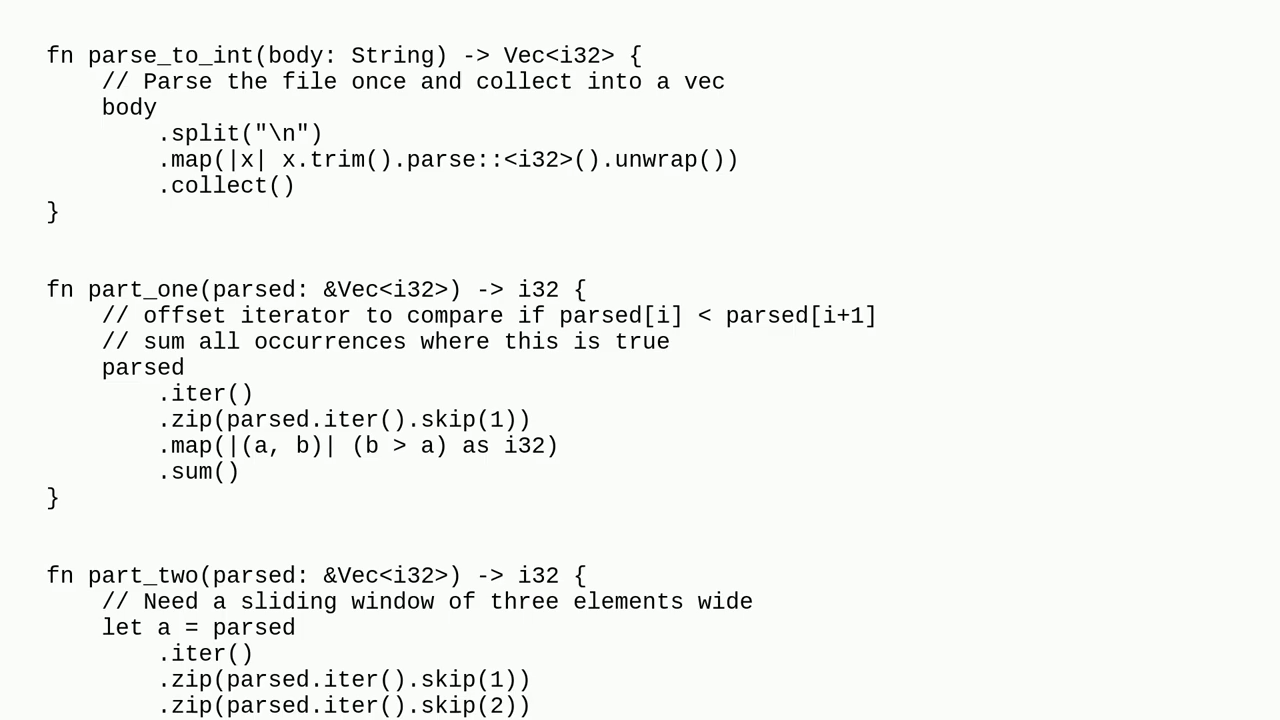 fn parse_to_int(body: String) -> Vec<i32> {
    // Parse the file once and collect into a vec
    body
        .split("\n")
        .map(|x| x.trim().parse::<i32>().unwrap())
        .collect()
}
fn part_one(parsed: &Vec<i32>) -> i32 {
    // offset iterator to compare if parsed[i] < parsed[i+1]
    // sum all occurrences where this is true
    parsed
        .iter()
        .zip(parsed.iter().skip(1))
        .map(|(a, b)| (b > a) as i32)
        .sum()
}
fn part_two(parsed: &Vec<i32>) -> i32 {
    // Need a sliding window of three elements wide
    let a = parsed
        .iter()
        .zip(parsed.iter().skip(1))
        .zip(parsed.iter().skip(2))